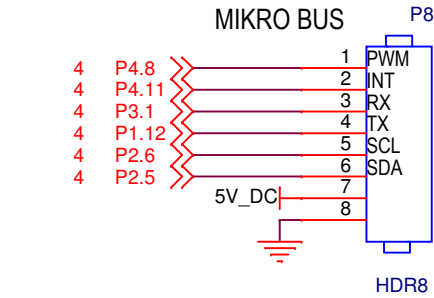 MIKRO BUS P8
4 P4.8 1 PWM
4 P4.11 2 INT
4 P3.1 3 RX
4 P1.12 4 TX
4 P2.6 5 SCL
4 P2.5 6 SDA
5V_DC 7
8
HDR8